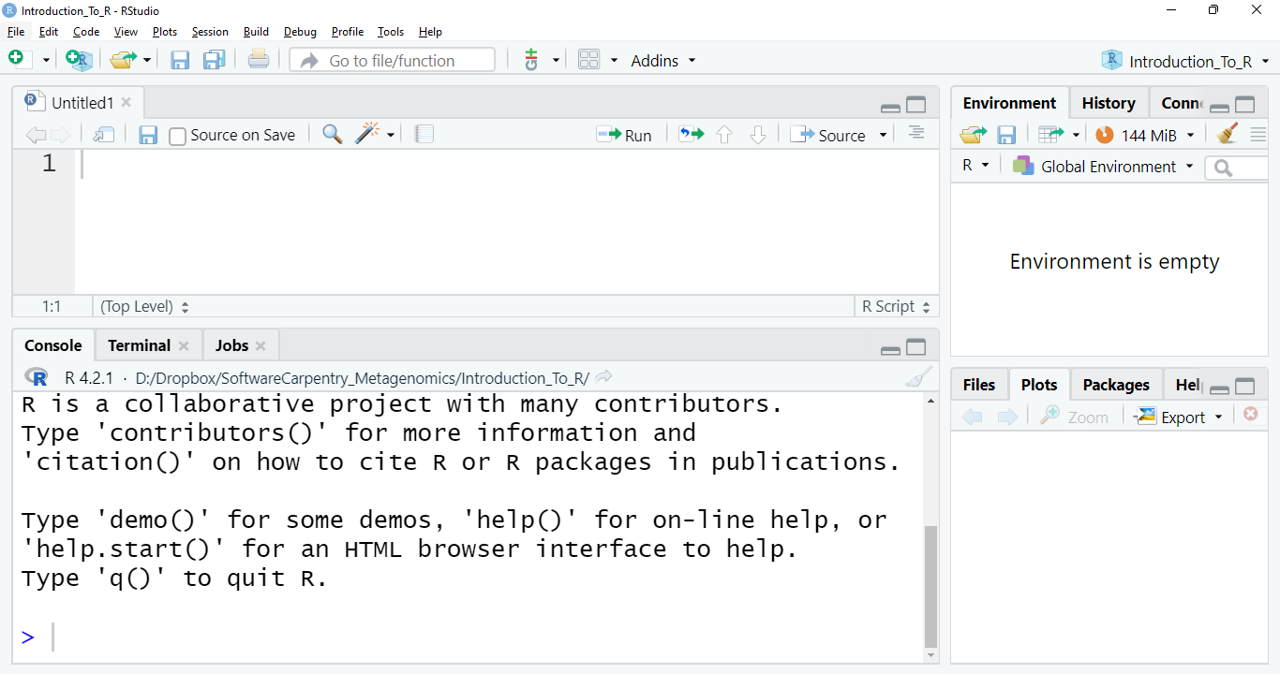 Introduction_To_R - RStudio
File Edit Code View Plots Session Build Debug Profile Tools Help
Go to file/function Addins Introduction_To_R
Untitled1
Source on Save Run Source
1
1:1 (Top Level) R Script
Console Terminal Jobs
R 4.2.1 · D:/Dropbox/SoftwareCarpentry_Metagenomics/Introduction_To_R/
R is a collaborative project with many contributors.
Type 'contributors()' for more information and
'citation()' on how to cite R or R packages in publications.
Type 'demo()' for some demos, 'help()' for on-line help, or
'help.start()' for an HTML browser interface to help.
Type 'q()' to quit R.
>
Environment History Conn
144 MiB
R Global Environment
Environment is empty
Files Plots Packages Hel
Zoom Export